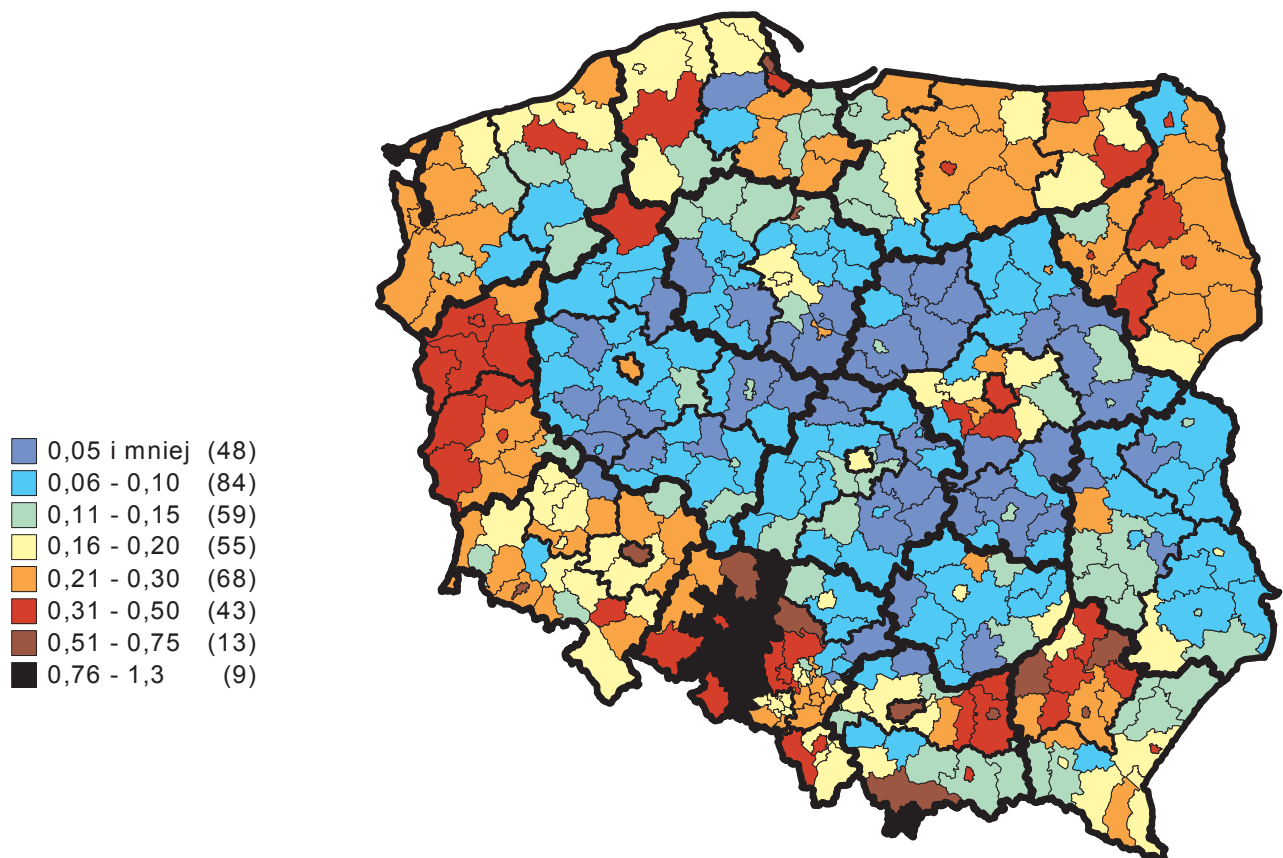 0,05 i mniej (48)
0,06 - 0,10 (84)
0,11 - 0,15 (59)
0,16 - 0,20 (55)
0,21 - 0,30 (68)
0,31 - 0,50 (43)
0,51 - 0,75 (13)
0,76 - 1,3 (9)